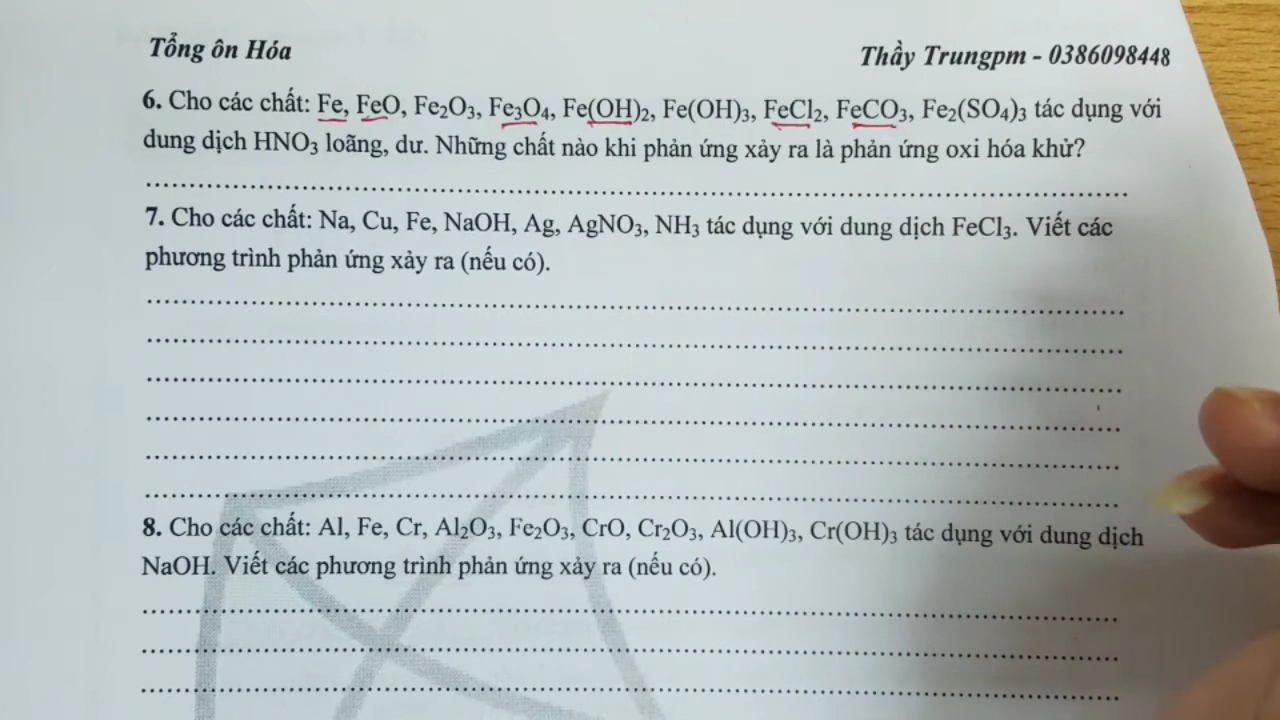 Tổng ôn Hóa
Thầy Trungpm - 0386098448
6. Cho các chất: Fe, FeO, Fe₂O₃, Fe₃O₄, Fe(OH)₂, Fe(OH)₃, FeCl₂, FeCO₃, Fe₂(SO₄)₃ tác dụng với
dung dịch HNO₃ loãng, dư. Những chất nào khi phản ứng xảy ra là phản ứng oxi hóa khử?
7. Cho các chất: Na, Cu, Fe, NaOH, Ag, AgNO₃, NH₃ tác dụng với dung dịch FeCl₃. Viết các
phương trình phản ứng xảy ra (nếu có).
8. Cho các chất: Al, Fe, Cr, Al₂O₃, Fe₂O₃, CrO, Cr₂O₃, Al(OH)₃, Cr(OH)₃ tác dụng với dung dịch
NaOH. Viết các phương trình phản ứng xảy ra (nếu có).